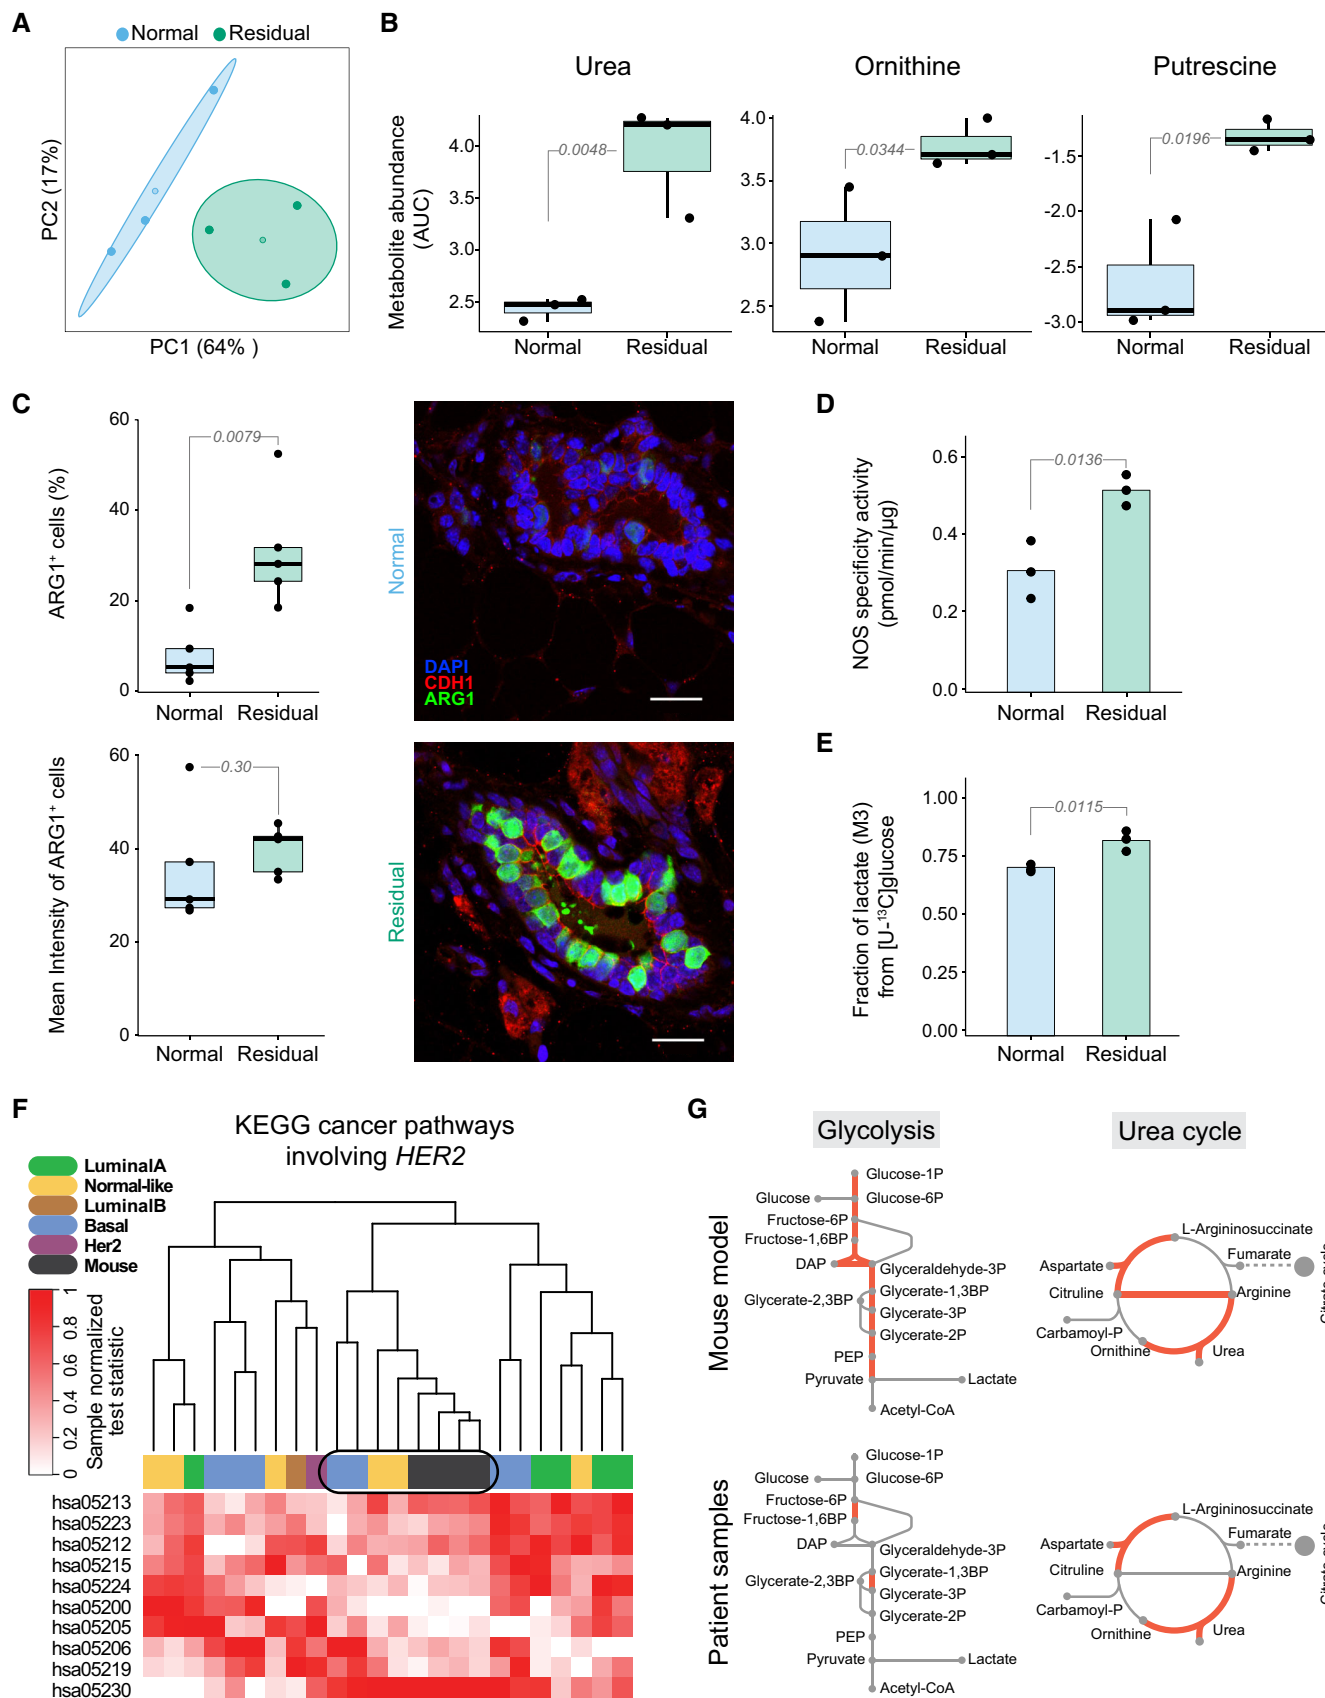 A
Normal Residual
PC2 (17%)
PC1 (64% )
B
Urea
Ornithine
Putrescine
Metabolite abundance
(AUC)
4.0
3.5
3.0
2.5
0.0048
Normal Residual
4.0
3.5
3.0
2.5
0.0344
Normal Residual
-1.5
-2.0
-2.5
-3.0
0.0196
Normal Residual
C
ARG1+ cells (%)
60
40
20
0
0.0079
Normal Residual
Mean Intensity of ARG1+ cells
60
40
20
0
0.30
Normal Residual
Normal
DAPI
CDH1
ARG1
Residual
D
NOS specificity activity
(pmol/min/µg)
0.6
0.4
0.2
0.0
0.0136
Normal Residual
E
Fraction of lactate (M3)
from [U-13C]glucose
1.00
0.75
0.50
0.25
0.00
0.0115
Normal Residual
F
KEGG cancer pathways
involving HER2
LuminalA
Normal-like
LuminalB
Basal
Her2
Mouse
Sample normalized
test statistic
1
0.8
0.6
0.4
0.2
0
hsa05213
hsa05223
hsa05212
hsa05215
hsa05224
hsa05200
hsa05205
hsa05206
hsa05219
hsa05230
G
Glycolysis
Urea cycle
Mouse model
Glucose-1P
Glucose Glucose-6P
Fructose-6P
Fructose-1,6BP
DAP Glyceraldehyde-3P
Glycerate-1,3BP
Glycerate-2,3BP
Glycerate-3P
Glycerate-2P
PEP
Pyruvate Lactate
Acetyl-CoA
L-Argininosuccinate
Fumarate
Aspartate
Citruline Arginine
Carbamoyl-P
Ornithine Urea
Citrate cycle
Patient samples
Glucose-1P
Glucose Glucose-6P
Fructose-6P
Fructose-1,6BP
DAP Glyceraldehyde-3P
Glycerate-1,3BP
Glycerate-2,3BP
Glycerate-3P
Glycerate-2P
PEP
Pyruvate Lactate
Acetyl-CoA
L-Argininosuccinate
Fumarate
Aspartate
Citruline Arginine
Carbamoyl-P
Ornithine Urea
Citrate cycle